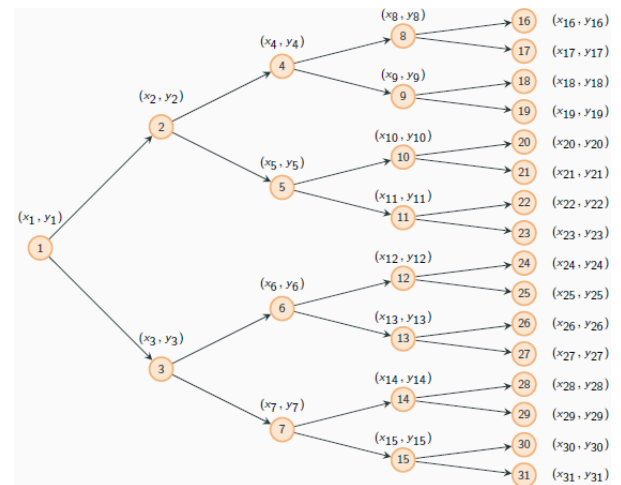 (x1, y1)
1
(x2, y2)
2
(x3, y3)
3
(x4, y4)
4
(x5, y5)
5
(x6, y6)
6
(x7, y7)
7
(x8, y8)
8
(x9, y9)
9
(x10, y10)
10
(x11, y11)
11
(x12, y12)
12
(x13, y13)
13
(x14, y14)
14
(x15, y15)
15
16 (x16, y16)
17 (x17, y17)
18 (x18, y18)
19 (x19, y19)
20 (x20, y20)
21 (x21, y21)
22 (x22, y22)
23 (x23, y23)
24 (x24, y24)
25 (x25, y25)
26 (x26, y26)
27 (x27, y27)
28 (x28, y28)
29 (x29, y29)
30 (x30, y30)
31 (x31, y31)